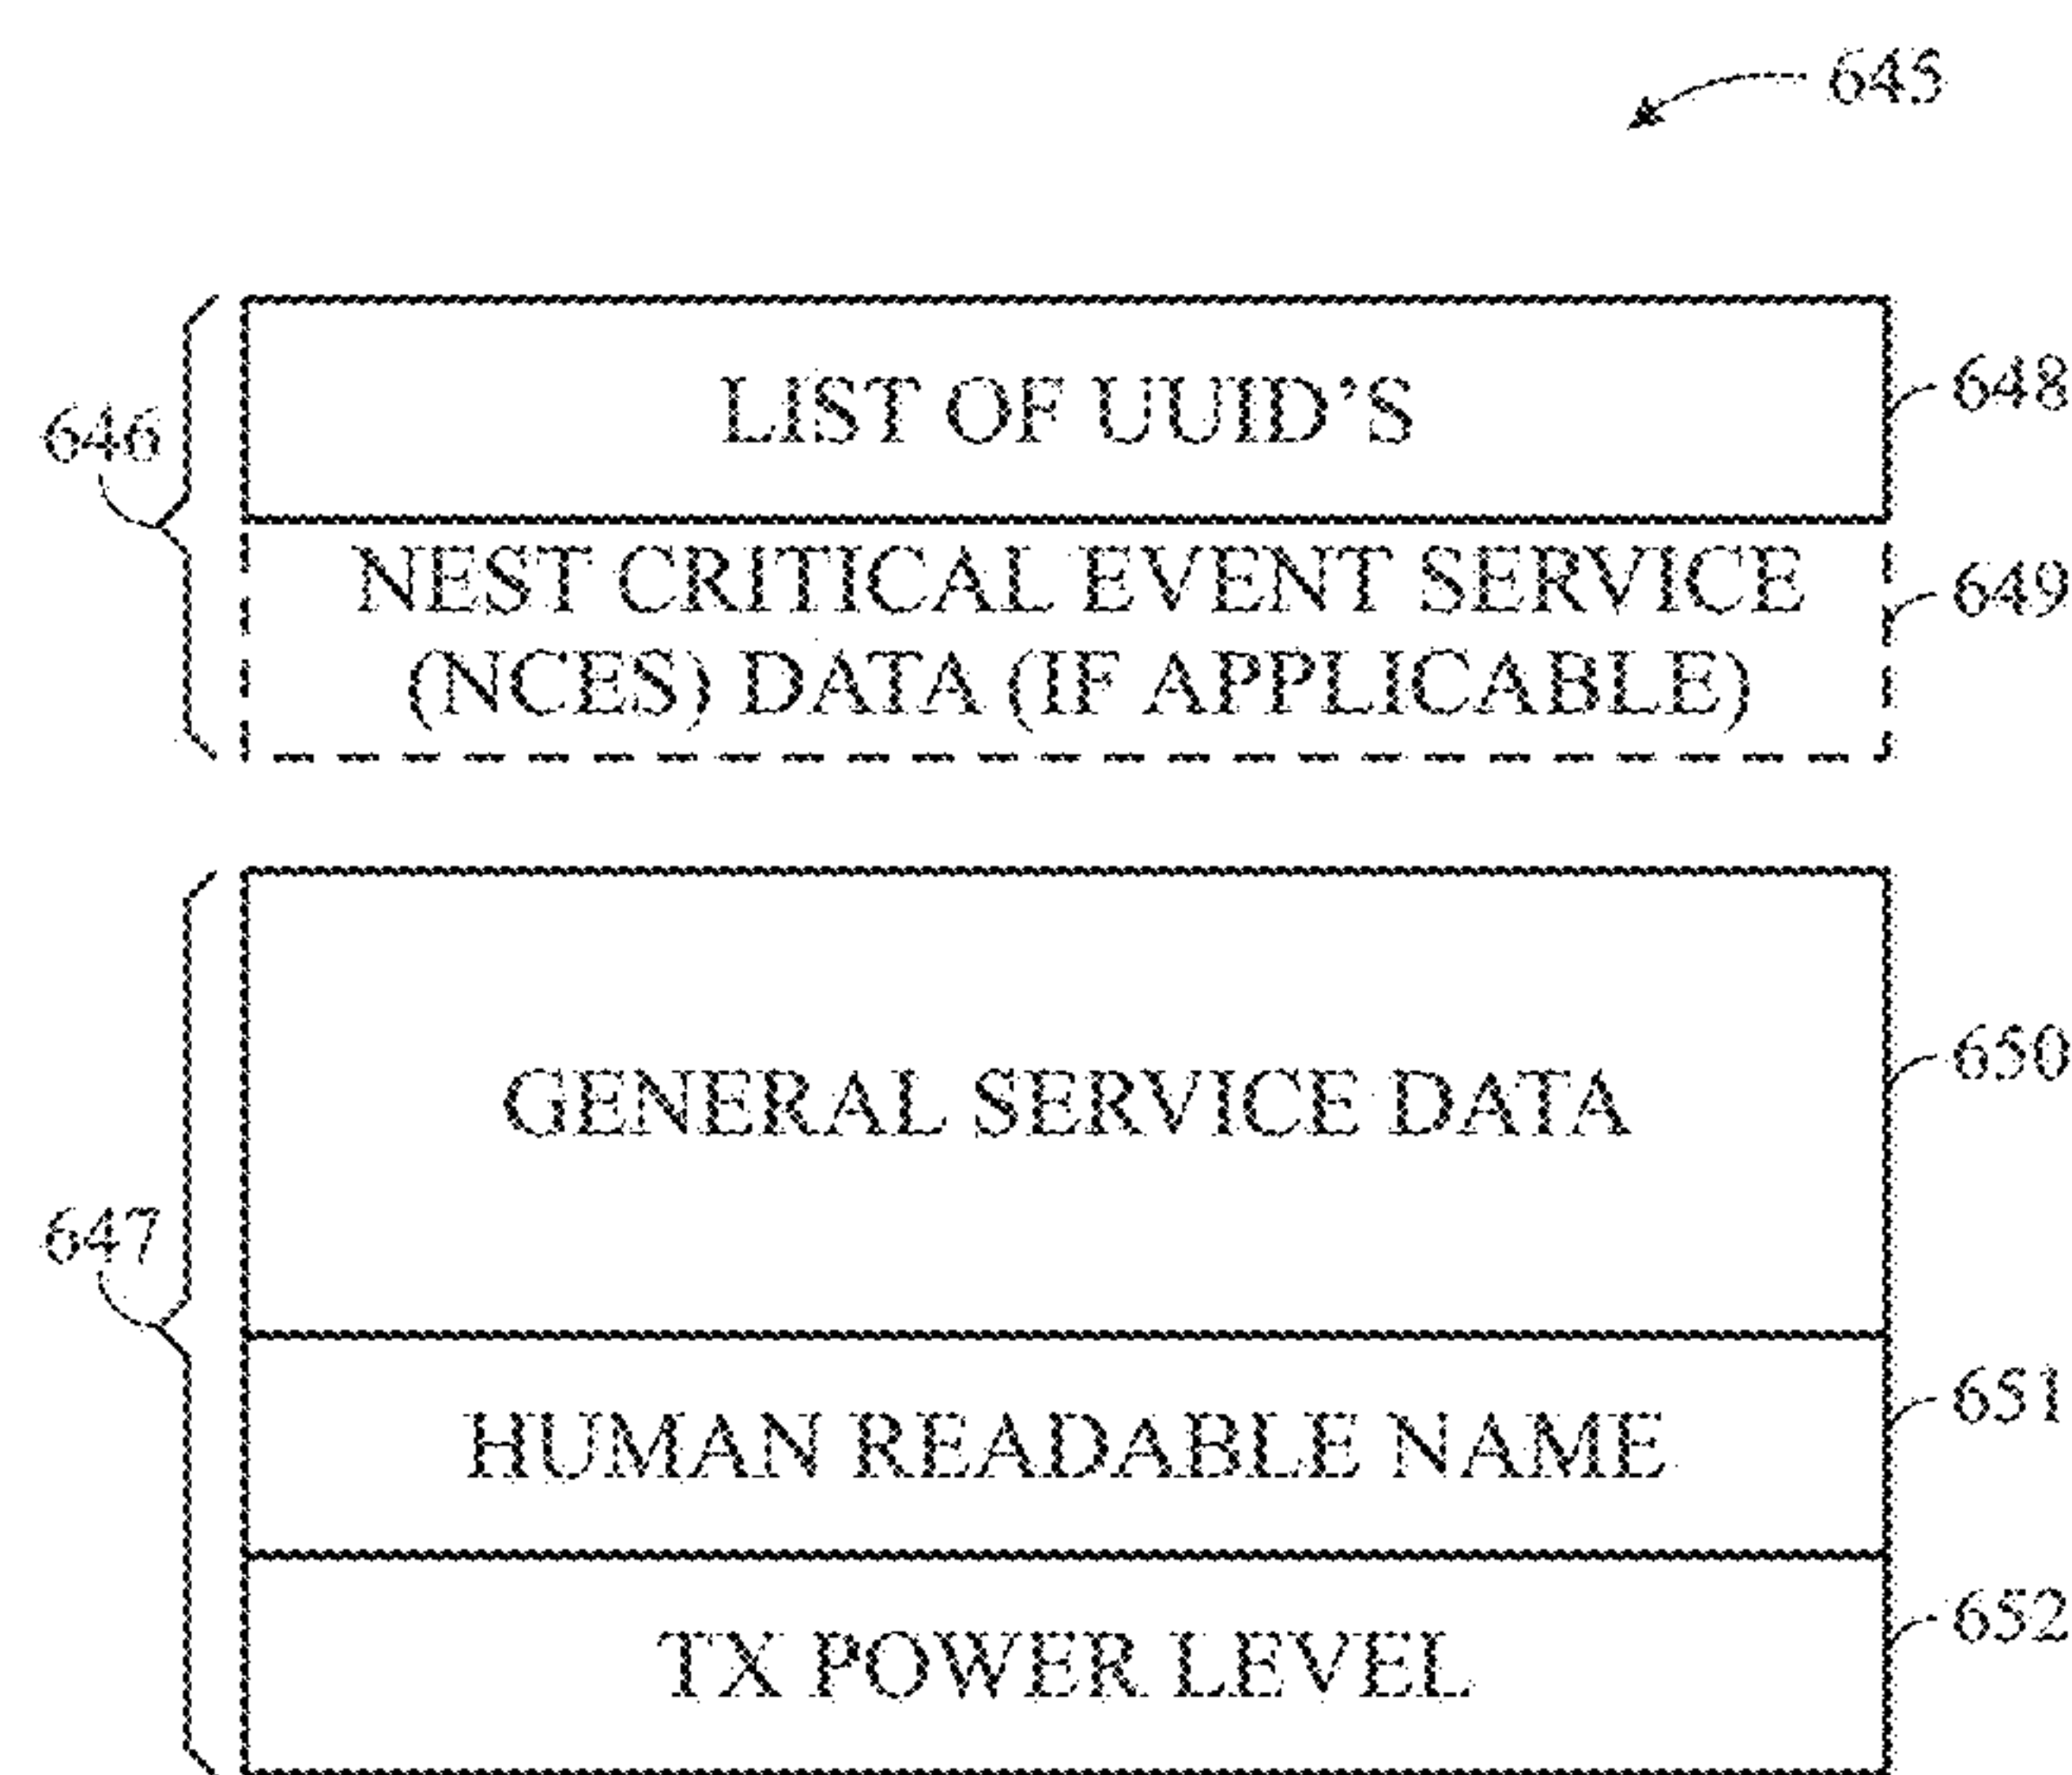 645
LIST OF UUID'S
648
646
NEST CRITICAL EVENT SERVICE
649
(NCES) DATA (IF APPLICABLE)
650
GENERAL SERVICE DATA
647
651
HUMAN READABLE NAME
652
TX POWER LEVEL